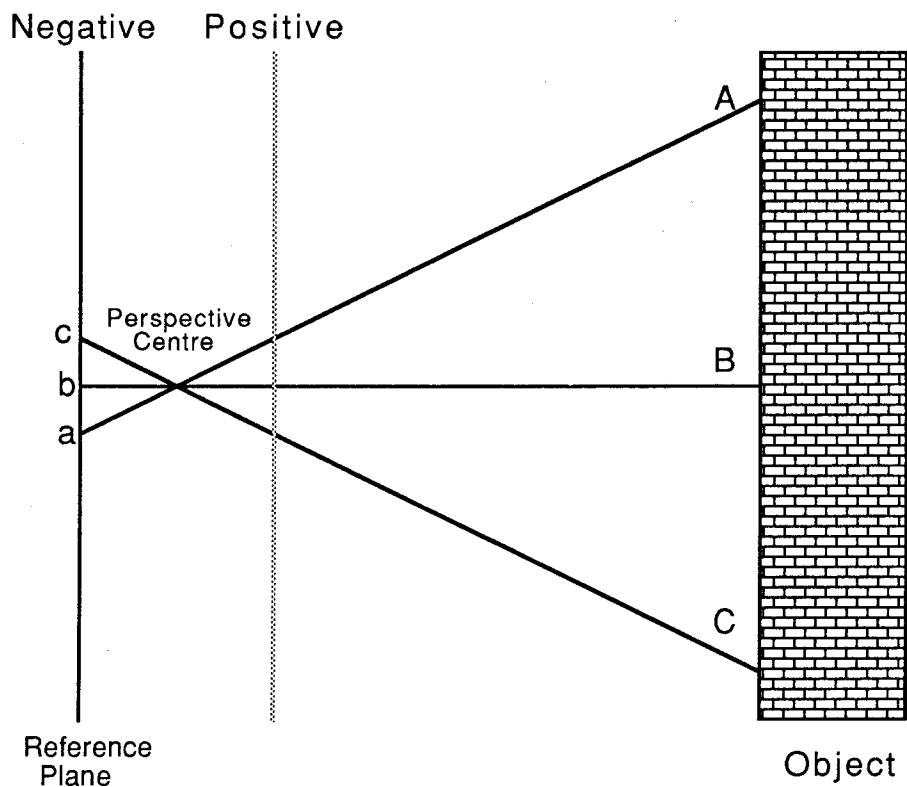 Negative
Positive
A
Perspective
Centre
c
B
b
a
C
Reference
Plane
Object